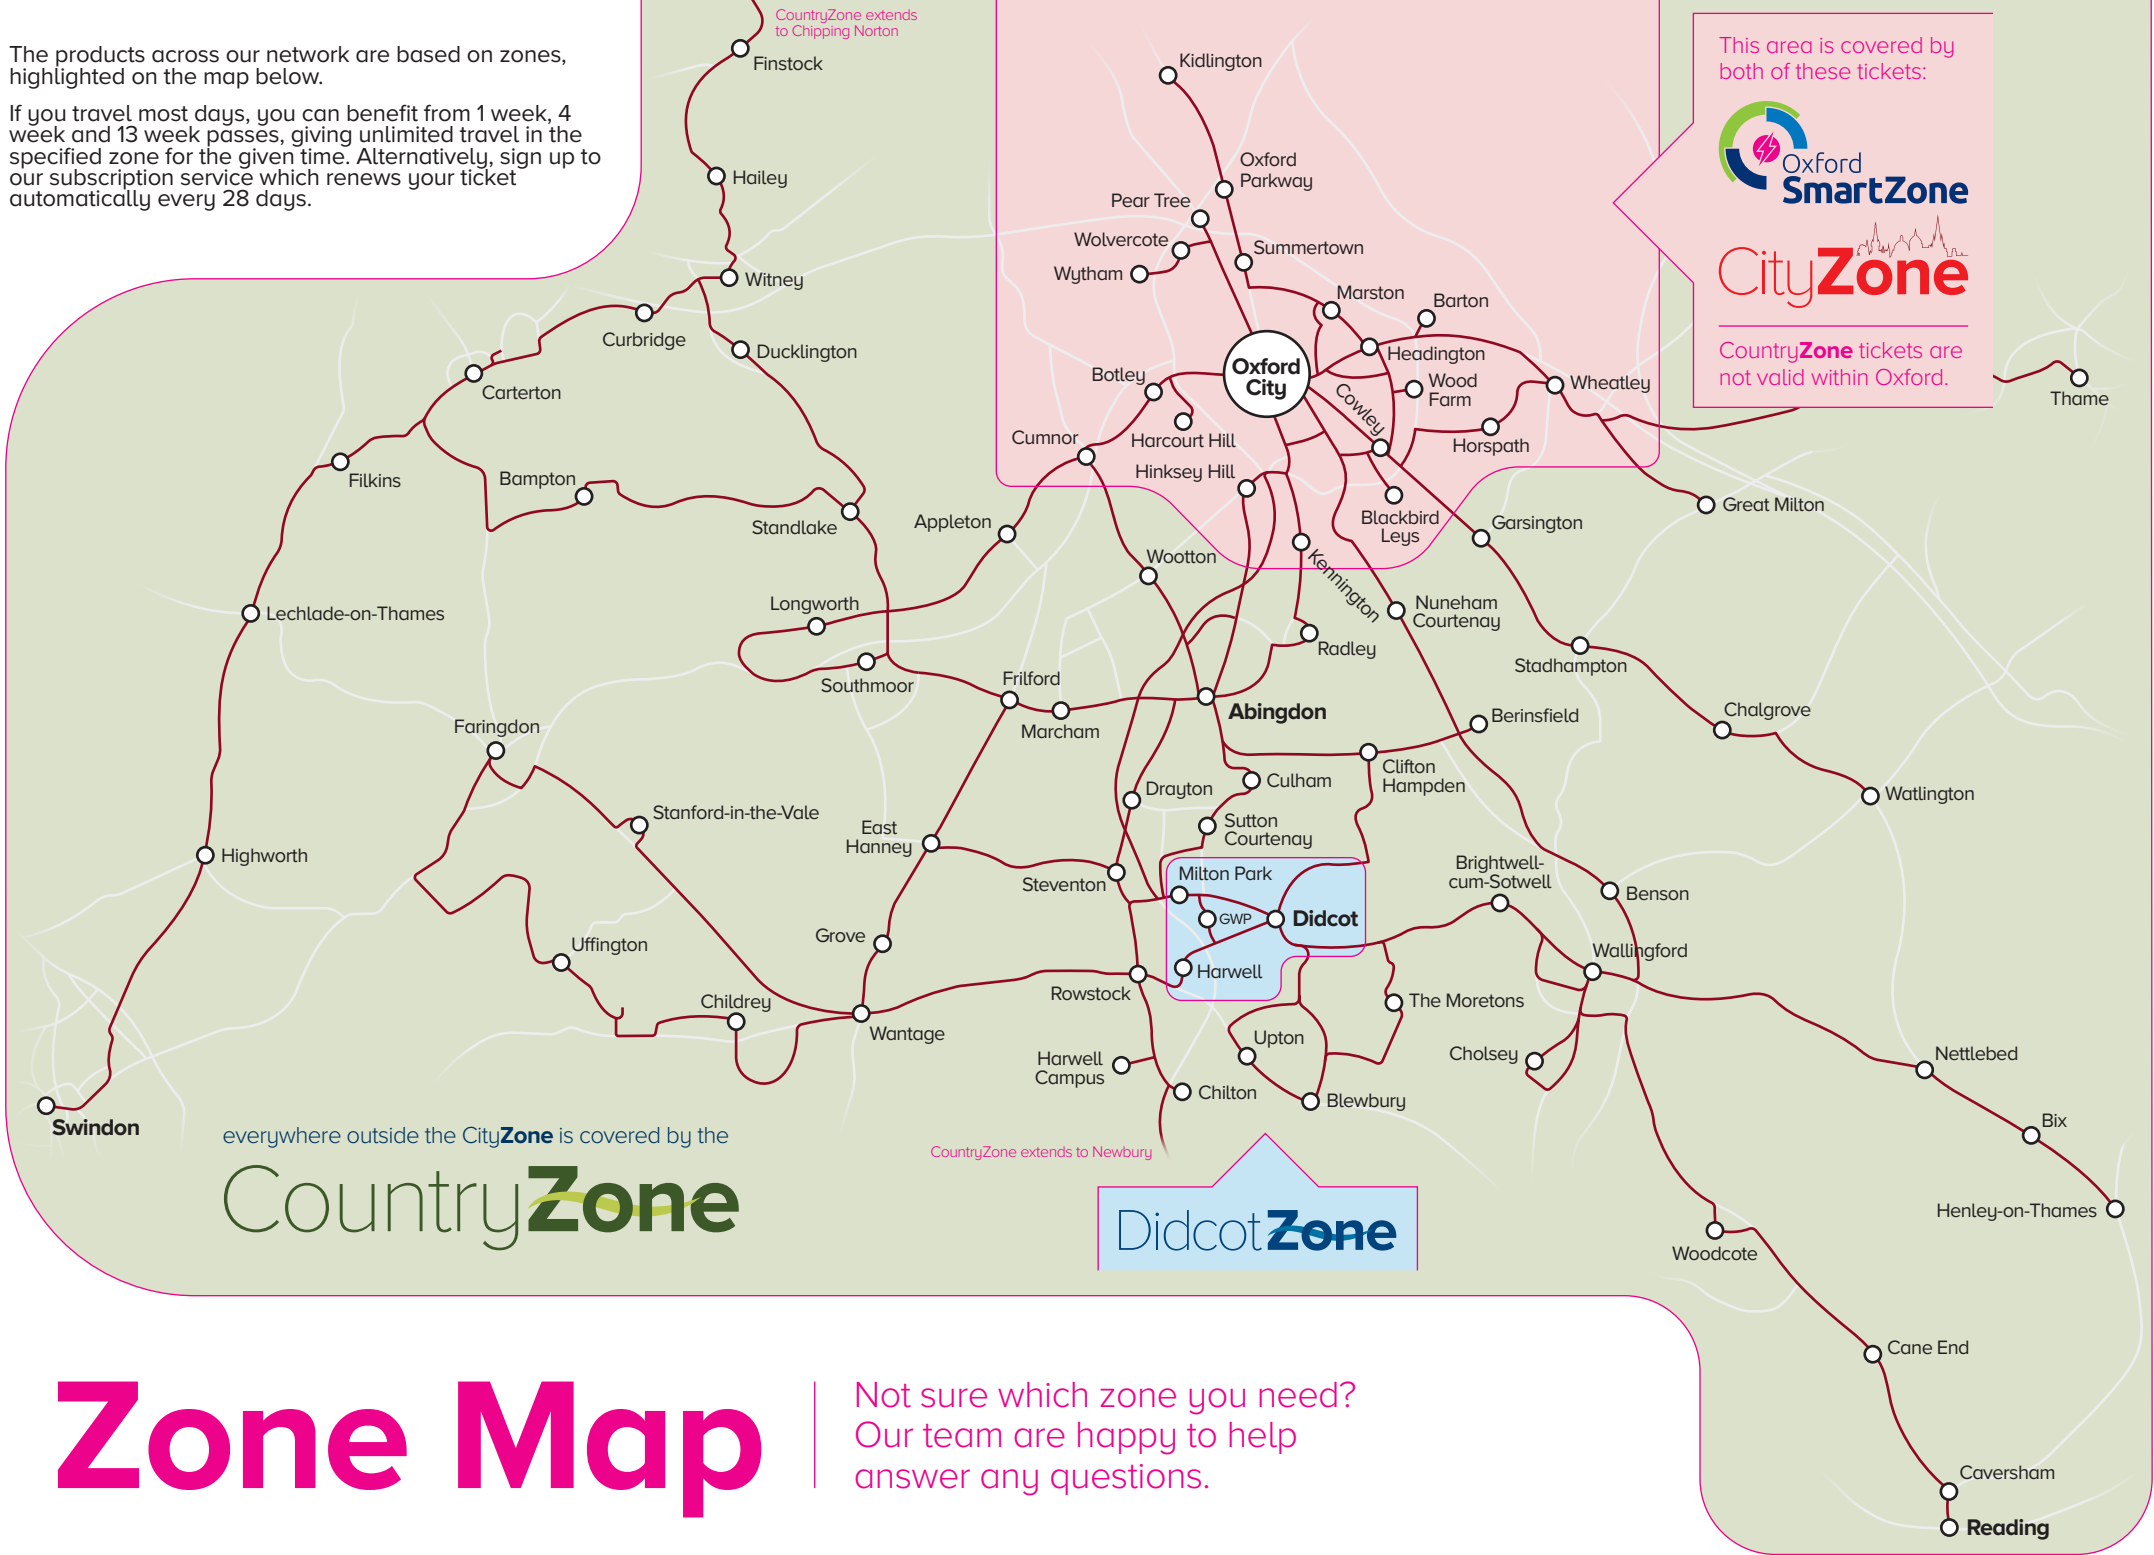 The products across our network are based on zones,
highlighted on the map below.
If you travel most days, you can benefit from 1 week, 4
week and 13 week passes, giving unlimited travel in the
specified zone for the given time. Alternatively, sign up to
our subscription service which renews your ticket
automatically every 28 days.
CountryZone extends
to Chipping Norton
Finstock
Hailey
Witney
Curbridge
Ducklington
Carterton
Filkins
Bampton
Standlake
Lechlade-on-Thames
Longworth
Southmoor
Faringdon
Stanford-in-the-Vale
Highworth
Uffington
Childrey
Swindon
Kidlington
Oxford
Parkway
Pear Tree
Wolvercote
Wytham
Summertown
Marston
Barton
Headington
Oxford
City
Botley
Wood
Farm
Cowley
Wheatley
Harcourt Hill
Cumnor
Horspath
Hinksey Hill
Blackbird
Leys
Appleton
Wootton
Kennington
Garsington
Great Milton
Thame
Nuneham
Courtenay
Radley
Stadhampton
Frilford
Marcham
Abingdon
Berinsfield
Chalgrove
Clifton
Hampden
Culham
Drayton
Sutton
Courtenay
Watlington
East
Hanney
Steventon
Milton Park
GWP
Didcot
Harwell
Brightwell-
cum-Sotwell
Benson
Grove
Wallingford
Rowstock
Wantage
The Moretons
Upton
Harwell
Campus
Chilton
Blewbury
Cholsey
Nettlebed
Bix
Henley-on-Thames
Woodcote
Cane End
Caversham
Reading
This area is covered by
both of these tickets:
Oxford
SmartZone
CityZone
CountryZone tickets are
not valid within Oxford.
everywhere outside the CityZone is covered by the
CountryZone
CountryZone extends to Newbury
DidcotZone
Zone Map
Not sure which zone you need?
Our team are happy to help
answer any questions.